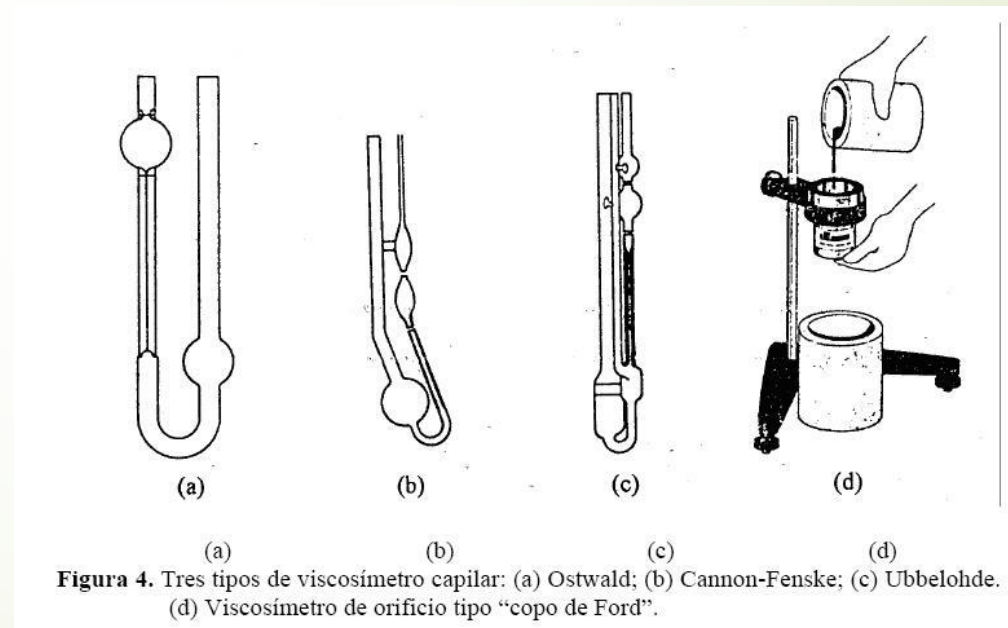 (a) (b) (c) (d)
(a) (b) (c) (d)
Figura 4. Tres tipos de viscosímetro capilar: (a) Ostwald; (b) Cannon-Fenske; (c) Ubbelohde.
(d) Viscosímetro de orificio tipo “copo de Ford”.